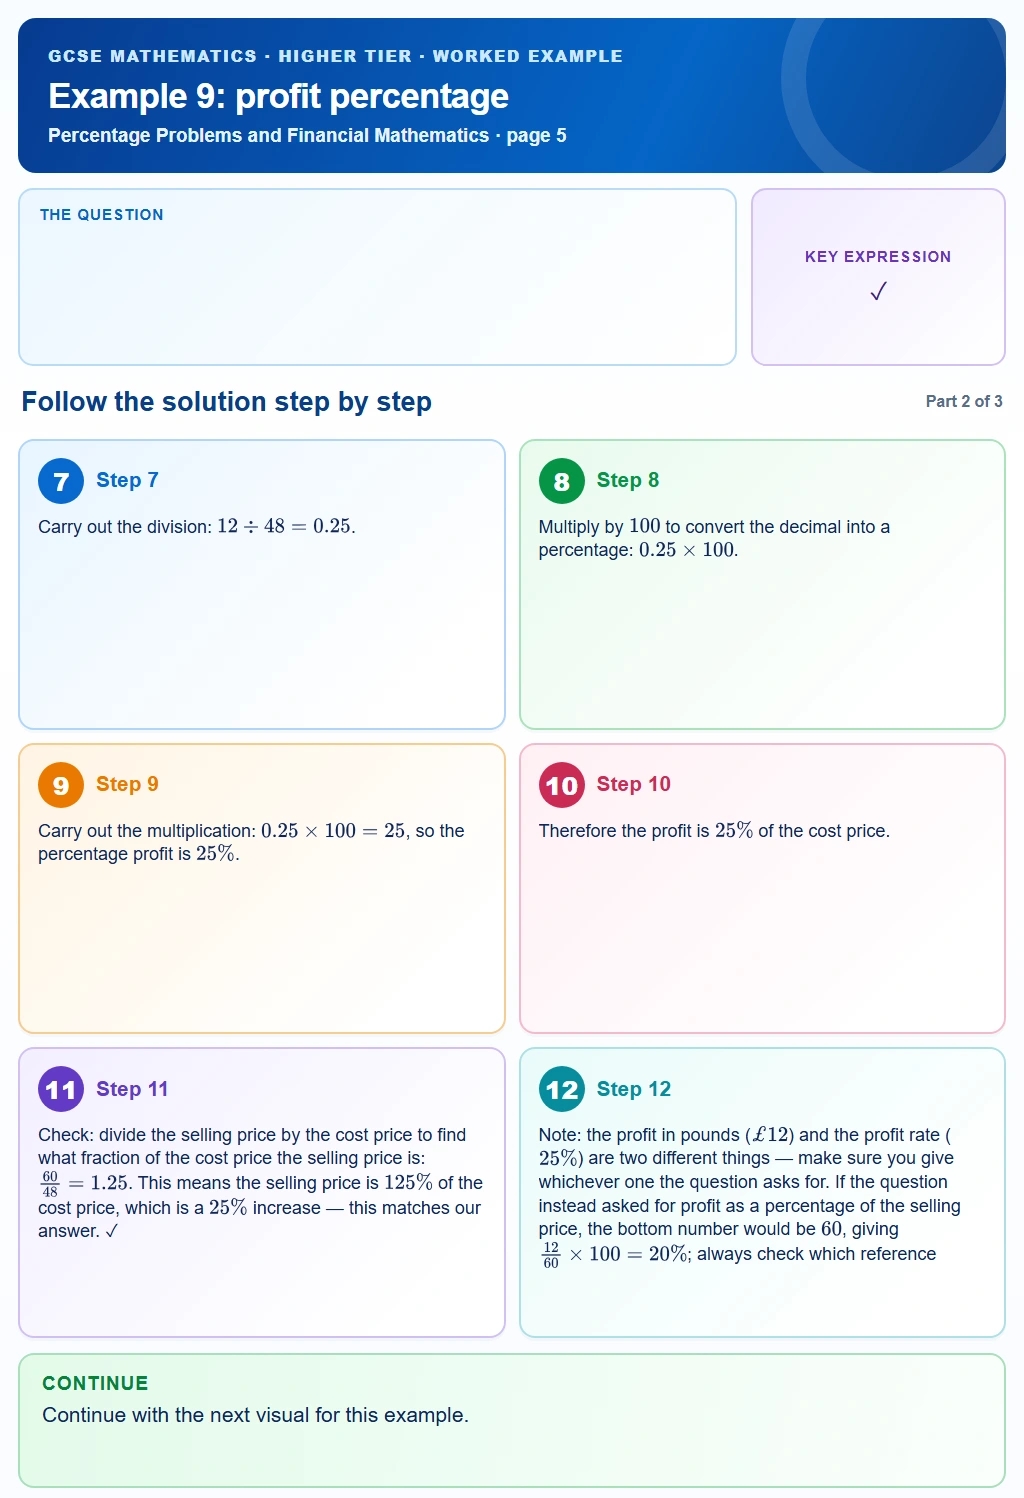 GCSE MATHEMATICS · HIGHER TIER · WORKED EXAMPLE
Example 9: profit percentage
Percentage Problems and Financial Mathematics · page 5
THE QUESTION
KEY EXPRESSION
✓
Follow the solution step by step
Part 2 of 3
7 Step 7
Carry out the division: 12 ÷ 48 = 0.25.
8 Step 8
Multiply by 100 to convert the decimal into a
percentage: 0.25 × 100.
9 Step 9
Carry out the multiplication: 0.25 × 100 = 25, so the
percentage profit is 25%.
10 Step 10
Therefore the profit is 25% of the cost price.
11 Step 11
Check: divide the selling price by the cost price to find
what fraction of the cost price the selling price is:
60/48 = 1.25. This means the selling price is 125% of the
cost price, which is a 25% increase — this matches our
answer. ✓
12 Step 12
Note: the profit in pounds (£12) and the profit rate (
25%) are two different things — make sure you give
whichever one the question asks for. If the question
instead asked for profit as a percentage of the selling
price, the bottom number would be 60, giving
12/60 × 100 = 20%; always check which reference
CONTINUE
Continue with the next visual for this example.